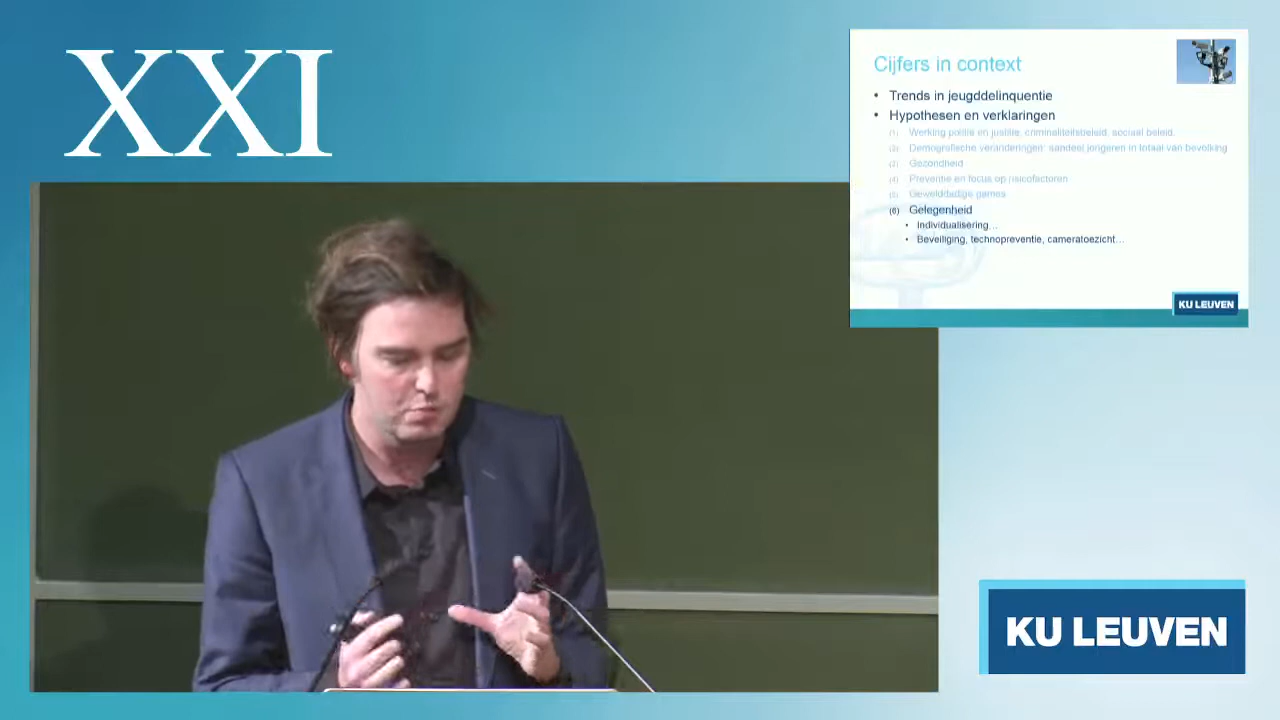 XXI
Cijfers in context
• Trends in jeugddelinquentie
• Hypothesen en verklaringen
(1) Werking politie en justitie, criminaliteitsbeleid, sociaal beleid.
(2) Demografische veranderingen: aandeel jongeren in totaal van bevolking
(3) Gezondheid
(4) Preventie en focus op risicofactoren
(5) Gewelddadige games
(6) Gelegenheid
• Individualisering…
• Beveiliging, technopreventie, cameratoezicht…
KU LEUVEN
KU LEUVEN